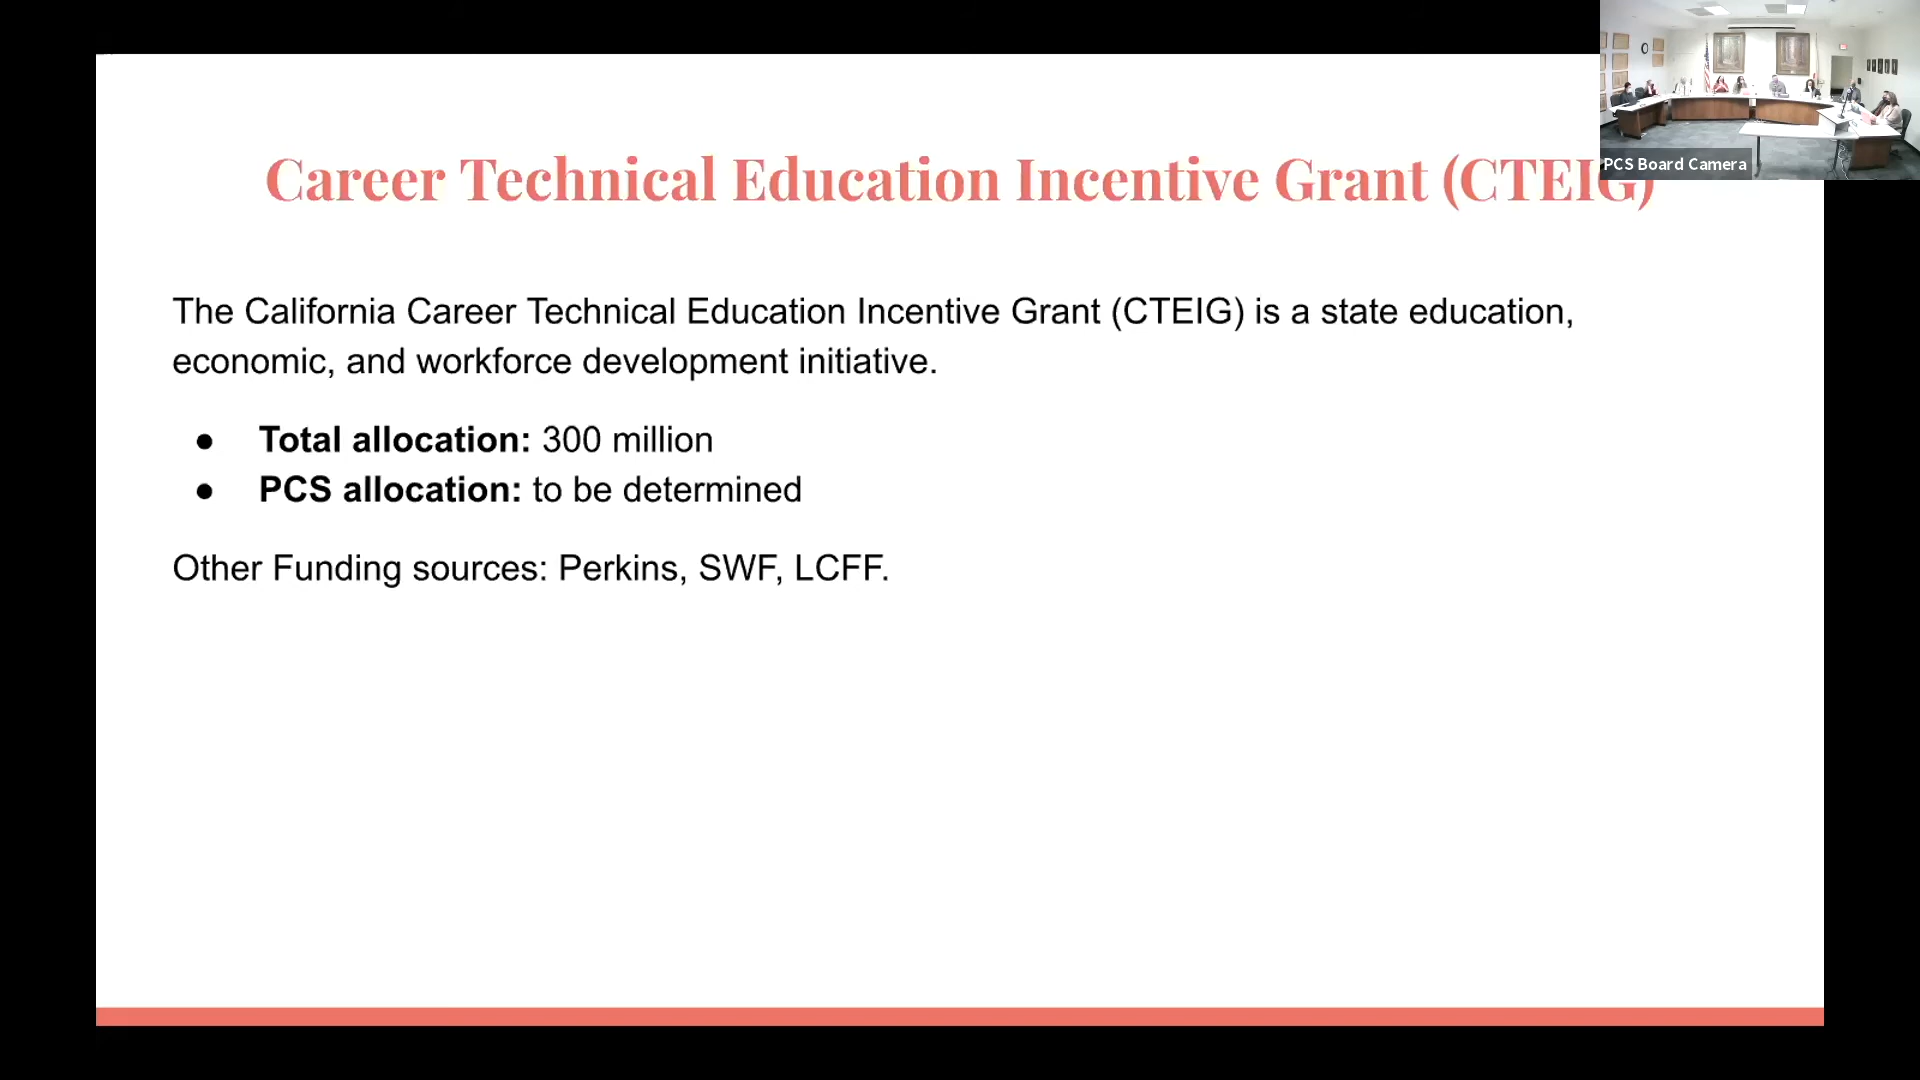 Career Technical Education Incentive Grant (CTEIG)
PCS Board Camera
The California Career Technical Education Incentive Grant (CTEIG) is a state education,
economic, and workforce development initiative.
● Total allocation: 300 million
● PCS allocation: to be determined
Other Funding sources: Perkins, SWF, LCFF.